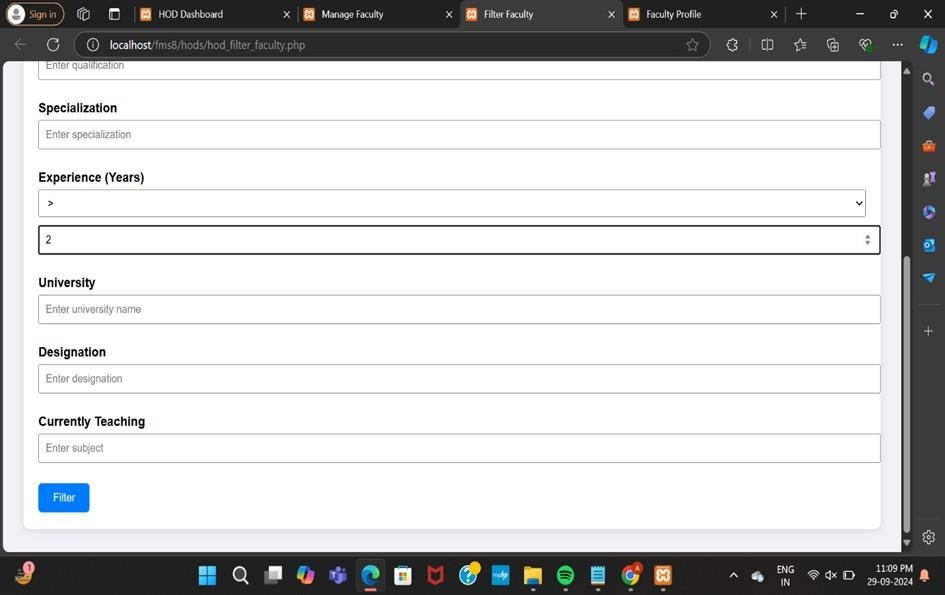 Sign in
HOD Dashboard
Manage Faculty
Filter Faculty
Faculty Profile
localhost/fms8/hods/hod_filter_faculty.php
Enter qualification
Specialization
Enter specialization
Experience (Years)
>
2
University
Enter university name
Designation
Enter designation
Currently Teaching
Enter subject
Filter
1
ENG
IN
11:09 PM
29-09-2024